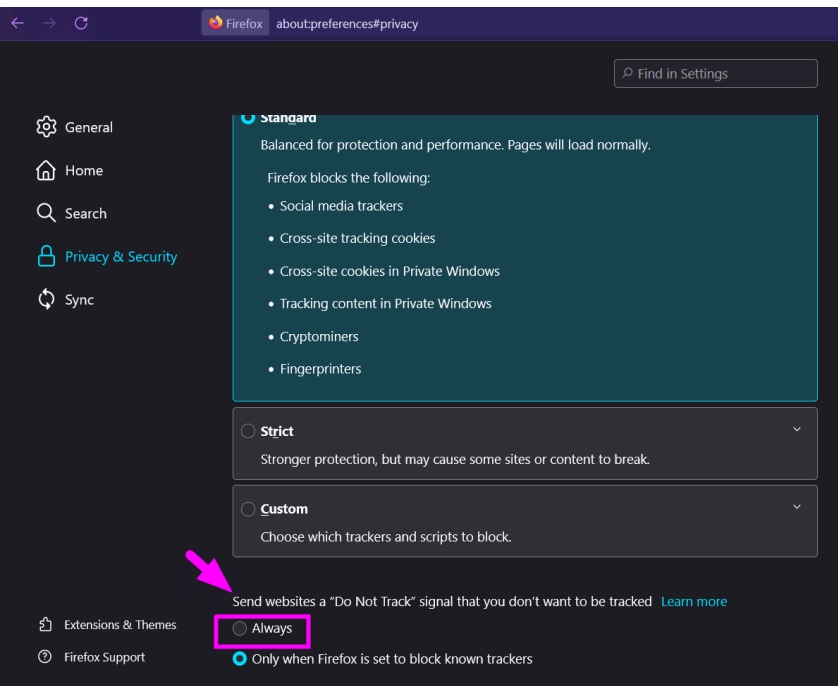 Firefox about:preferences#privacy
Find in Settings
General
Home
Search
Privacy & Security
Sync
Extensions & Themes
Firefox Support
Standard
Balanced for protection and performance. Pages will load normally.
Firefox blocks the following:
• Social media trackers
• Cross-site tracking cookies
• Cross-site cookies in Private Windows
• Tracking content in Private Windows
• Cryptominers
• Fingerprinters
Strict
Stronger protection, but may cause some sites or content to break.
Custom
Choose which trackers and scripts to block.
Send websites a “Do Not Track” signal that you don’t want to be tracked Learn more
Always
Only when Firefox is set to block known trackers